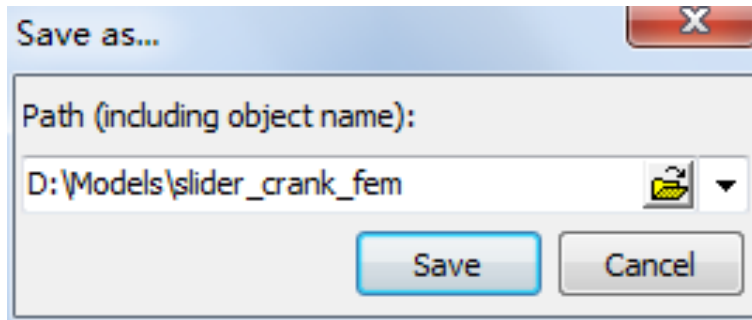 Save as...
Path (including object name):
D:\Models\slider_crank_fem
Save Cancel